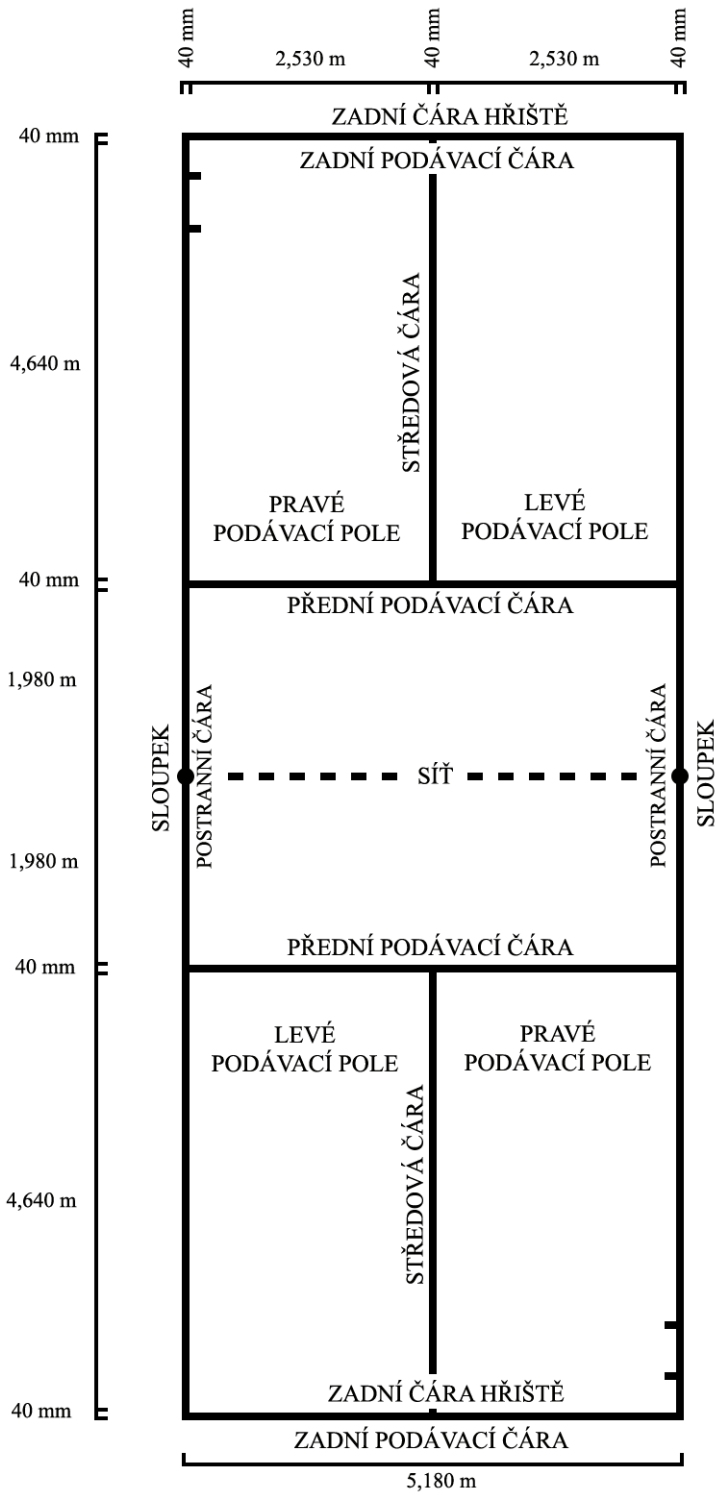 40 mm
40 mm
40 mm
2,530 m
2,530 m
ZADNÍ ČÁRA HŘIŠTĚ
40 mm
ZADNÍ PODÁVACÍ ČÁRA
STŘEDOVÁ ČÁRA
4,640 m
PRAVÉ
PODÁVACÍ POLE
LEVÉ
PODÁVACÍ POLE
40 mm
PŘEDNÍ PODÁVACÍ ČÁRA
1,980 m
SLOUPEK
POSTRANNÍ ČÁRA
SÍŤ
POSTRANNÍ ČÁRA
SLOUPEK
1,980 m
PŘEDNÍ PODÁVACÍ ČÁRA
40 mm
LEVÉ
PODÁVACÍ POLE
PRAVÉ
PODÁVACÍ POLE
STŘEDOVÁ ČÁRA
4,640 m
ZADNÍ ČÁRA HŘIŠTĚ
40 mm
ZADNÍ PODÁVACÍ ČÁRA
5,180 m